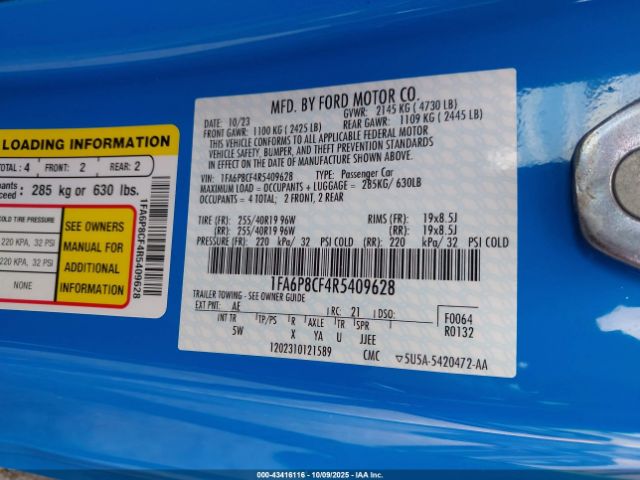 LOADING INFORMATION
TOTAL : 4 FRONT: 2 REAR: 2
285 kg or 630 lbs.
COLD TIRE PRESSURE
220 KPA, 32 PSI
220 KPA, 32 PSI
NONE
SEE OWNERS
MANUAL FOR
ADDITIONAL
INFORMATION
1FA6P8CF4R5409628
MFD. BY FORD MOTOR CO.
DATE: 10/23 GVWR: 2145 KG ( 4730 LB)
FRONT GAWR: 1100 KG ( 2425 LB) REAR GAWR: 1109 KG ( 2445 LB)
THIS VEHICLE CONFORMS TO ALL APPLICABLE FEDERAL MOTOR
VEHICLE SAFETY, BUMPER, AND THEFT PREVENTION STANDARDS
IN EFFECT ON THE DATE OF MANUFACTURE SHOWN ABOVE.
VIN: 1FA6P8CF4R5409628 TYPE: Passenger Car
MAXIMUM LOAD = OCCUPANTS + LUGGAGE = 285KG/ 630LB
OCCUPANTS = 4 TOTAL: 2 FRONT, 2 REAR
TIRE (FR): 255/40R19 96W RIMS (FR): 19x8.5J
(RR): 255/40R19 96W (RR): 19x8.5J
PRESSURE (FR): 220 kPa/ 32 PSI COLD (RR): 220 kPa/ 32 PSI COLD
1FA6P8CF4R5409628
TRAILER TOWING - SEE OWNER GUIDE
EXT PNT: AE RC: 21 DSO: F0064
INT TR TP/PS R AXLE TR SPR R0132
5W X YA U JJEE
1202310121589 CMC 5U5A-5420472-AA
000-43416116 | 10/09/2025 | IAAI.COM